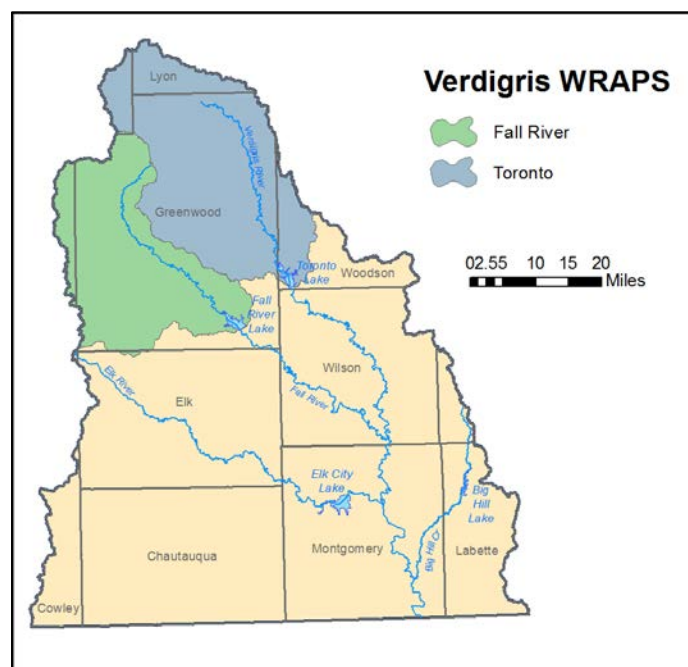 Verdigris WRAPS
Fall River
Toronto
02.55 10 15 20
Miles
Lyon
Verdigris River
Greenwood
Toronto
Lake
Woodson
Fall
River
Lake
Wilson
Elk River
Elk
Fall River
Elk City
Lake
Big
Hill
Lake
Chautauqua
Montgomery
Big Hill Cr
Labette
Cowley